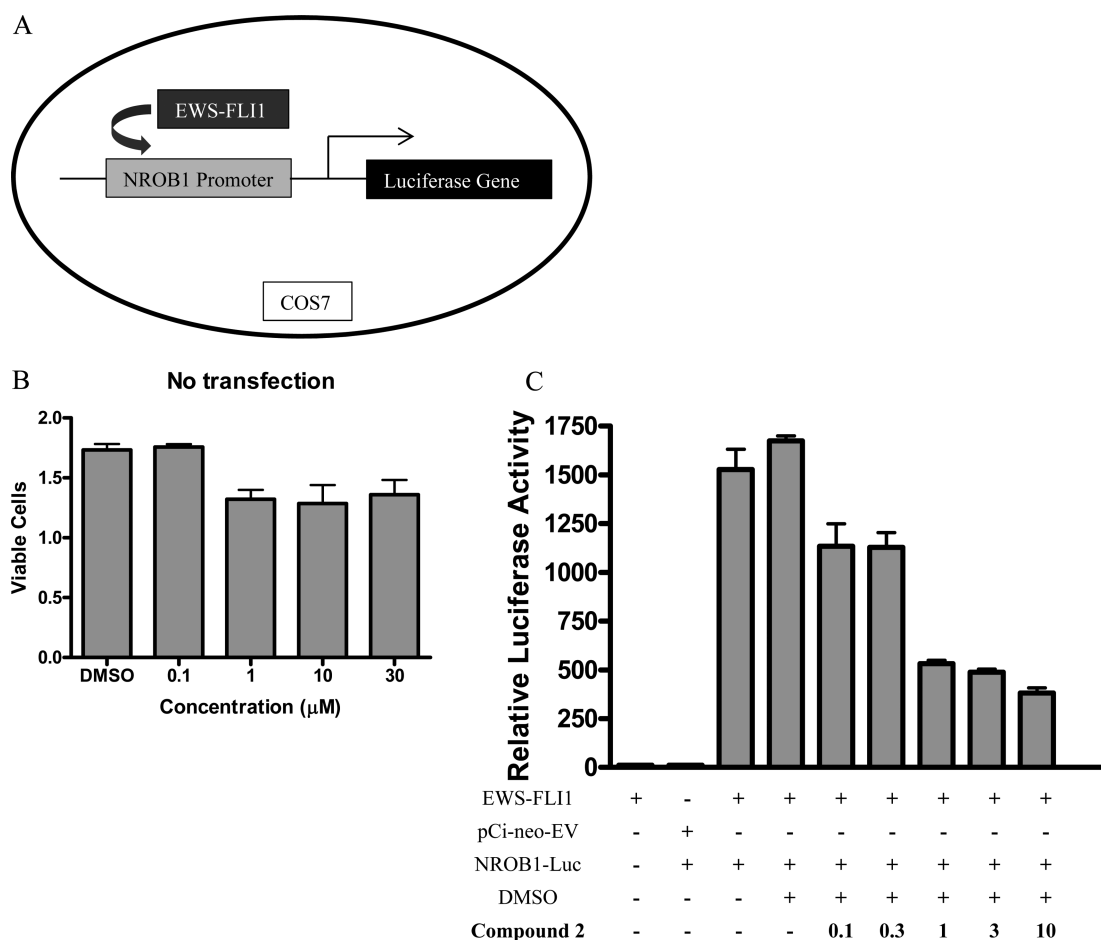 A
EWS-FLI1
NROB1 Promoter
Luciferase Gene
COS7
B
No transfection
Viable Cells
2.0
1.5
1.0
0.5
0.0
DMSO 0.1 1 10 30
Concentration (μM)
C
Relative Luciferase Activity
1750
1500
1250
1000
750
500
250
0
EWS-FLI1 + - + + + + + + +
pCi-neo-EV - + - - - - - - -
NROB1-Luc - + + + + + + + +
DMSO - - - + + + + + +
Compound 2 - - - - 0.1 0.3 1 3 10